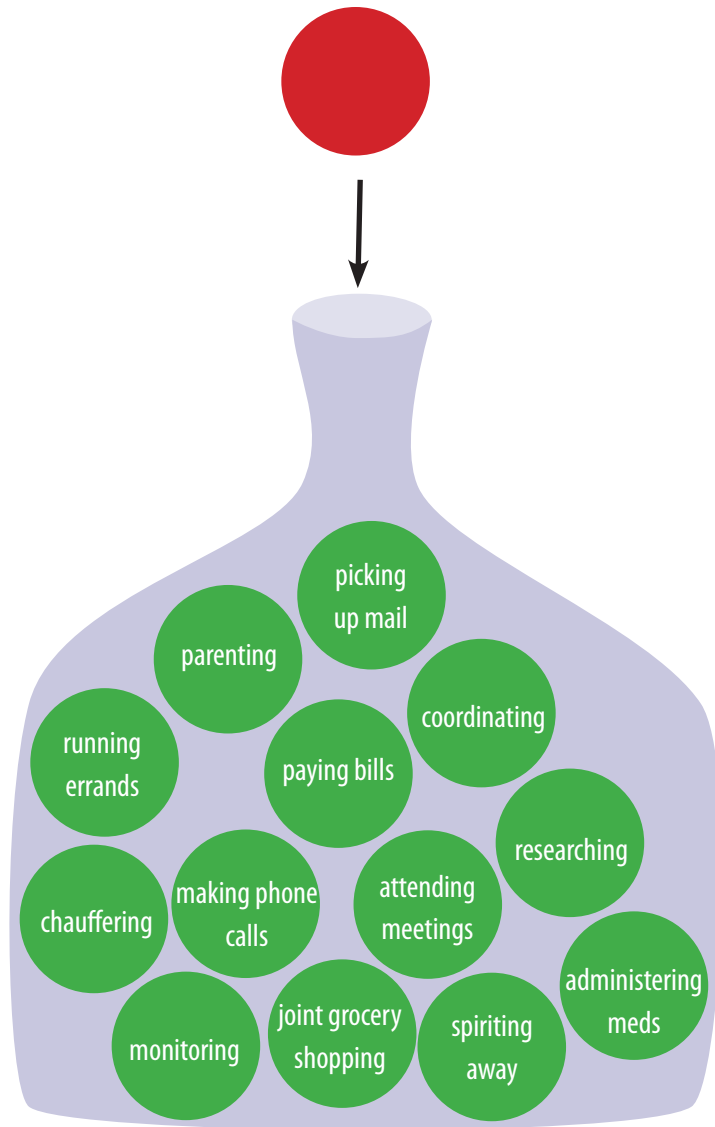 picking
up mail
parenting
coordinating
running
errands
paying bills
researching
making phone
calls
attending
meetings
chauffering
administering
meds
joint grocery
shopping
spiriting
away
monitoring